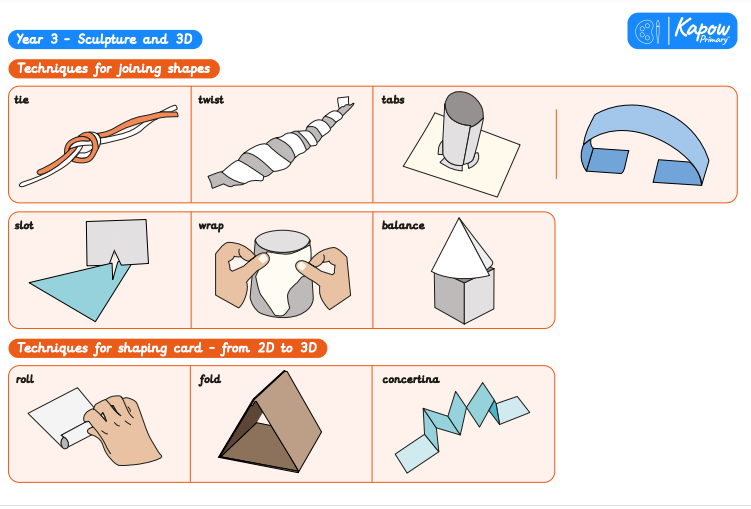 Year 3 - Sculpture and 3D
Kapow
Primary
Techniques for joining shapes
tie
twist
tabs
slot
wrap
balance
Techniques for shaping card - from 2D to 3D
roll
fold
concertina